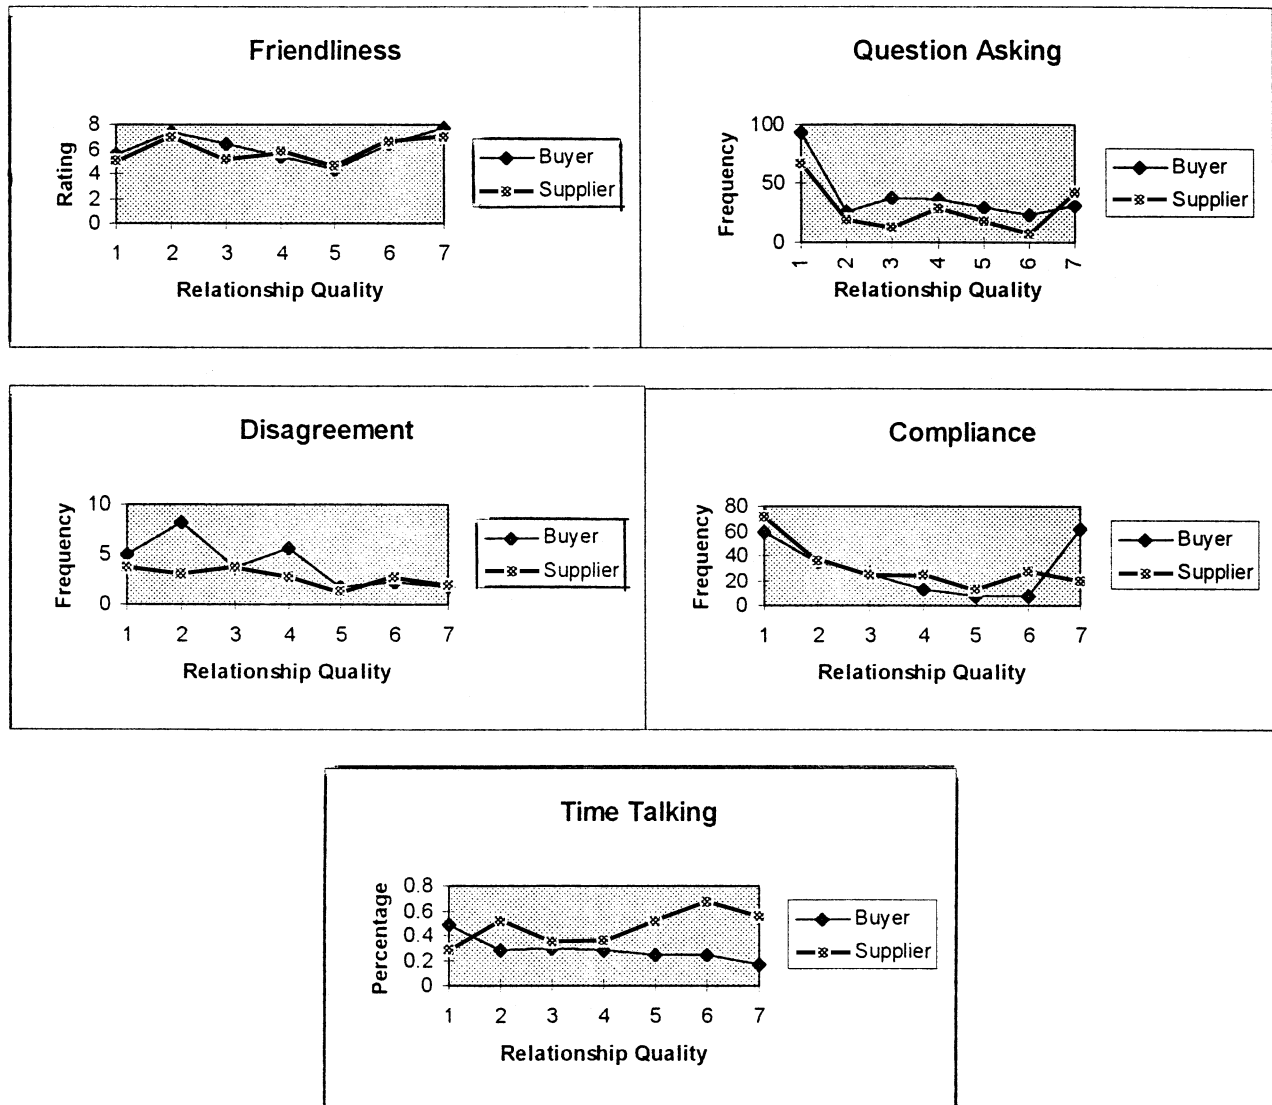 Friendliness
8
6
4
2
0
Rating
1 2 3 4 5 6 7
Relationship Quality
Buyer
Supplier
Question Asking
100
50
0
Frequency
1 2 3 4 5 6 7
Relationship Quality
Buyer
Supplier
Disagreement
10
5
0
Frequency
1 2 3 4 5 6 7
Relationship Quality
Buyer
Supplier
Compliance
80
60
40
20
0
Frequency
1 2 3 4 5 6 7
Relationship Quality
Buyer
Supplier
Time Talking
0.8
0.6
0.4
0.2
0
Percentage
1 2 3 4 5 6 7
Relationship Quality
Buyer
Supplier